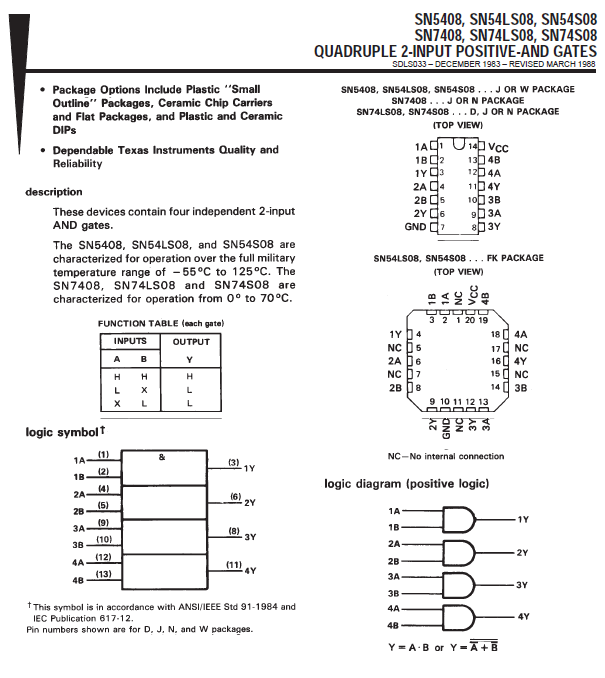 SN5408, SN54LS08, SN54S08
SN7408, SN74LS08, SN74S08
QUADRUPLE 2-INPUT POSITIVE-AND GATES
SDLS033 – DECEMBER 1983 – REVISED MARCH 1988
• Package Options Include Plastic ''Small
Outline'' Packages, Ceramic Chip Carriers
and Flat Packages, and Plastic and Ceramic
DIPs
• Dependable Texas Instruments Quality and
Reliability
description
These devices contain four independent 2-input
AND gates.
The SN5408, SN54LS08, and SN54S08 are
characterized for operation over the full military
temperature range of −55°C to 125°C. The
SN7408, SN74LS08 and SN74S08 are
characterized for operation from 0° to 70°C.
FUNCTION TABLE (each gate)
INPUTS OUTPUT
A B Y
H H H
L X L
X L L
logic symbol†
&
1A (1)
1B (2)
(3) 1Y
2A (4)
2B (5)
(6) 2Y
3A (9)
3B (10)
(8) 3Y
4A (12)
4B (13)
(11) 4Y
†This symbol is in accordance with ANSI/IEEE Std 91-1984 and
IEC Publication 617-12.
Pin numbers shown are for D, J, N, and W packages.
SN5408, SN54LS08, SN54S08 . . . J OR W PACKAGE
SN7408 . . . J OR N PACKAGE
SN74LS08, SN74S08 . . . D, J OR N PACKAGE
(TOP VIEW)
1A 1 14 VCC
1B 2 13 4B
1Y 3 12 4A
2A 4 11 4Y
2B 5 10 3B
2Y 6 9 3A
GND 7 8 3Y
SN54LS08, SN54S08 . . . FK PACKAGE
(TOP VIEW)
1B 1A NC VCC 4B
3 2 1 20 19
1Y 4 18 4A
NC 5 17 NC
2A 6 16 4Y
NC 7 15 NC
2B 8 14 3B
9 10 11 12 13
2Y GND NC 3Y 3A
NC—No internal connection
logic diagram (positive logic)
1A
1B
1Y
2A
2B
2Y
3A
3B
3Y
4A
4B
4Y
Y = A·B or Y = A̅ + B̅ (with overline over the whole)